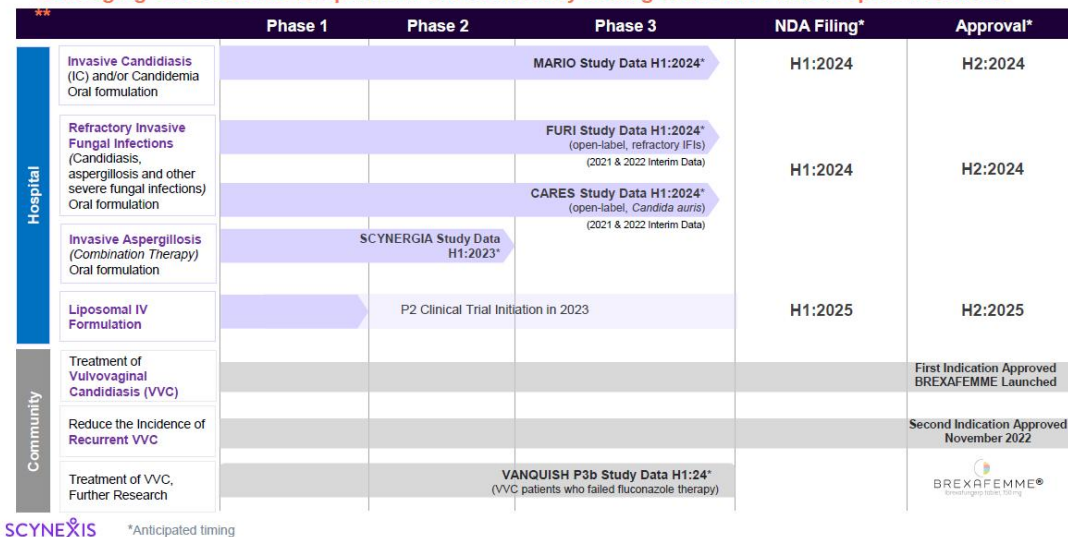 **
Phase 1 Phase 2 Phase 3 NDA Filing* Approval*
Hospital
Invasive Candidiasis
(IC) and/or Candidemia
Oral formulation
MARIO Study Data H1:2024*
H1:2024
H2:2024
Refractory Invasive
Fungal Infections
(Candidiasis,
aspergillosis and other
severe fungal infections)
Oral formulation
FURI Study Data H1:2024*
(open-label, refractory IFIs)
(2021 & 2022 Interim Data)
CARES Study Data H1:2024*
(open-label, Candida auris)
(2021 & 2022 Interim Data)
H1:2024
H2:2024
Invasive Aspergillosis
(Combination Therapy)
Oral formulation
SCYNERGIA Study Data
H1:2023*
Liposomal IV
Formulation
P2 Clinical Trial Initiation in 2023
H1:2025
H2:2025
Community
Treatment of
Vulvovaginal
Candidiasis (VVC)
First Indication Approved
BREXAFEMME Launched
Reduce the Incidence of
Recurrent VVC
Second Indication Approved
November 2022
Treatment of VVC,
Further Research
VANQUISH P3b Study Data H1:24*
(VVC patients who failed fluconazole therapy)
BREXAFEMME®
SCYNEXIS *Anticipated timing